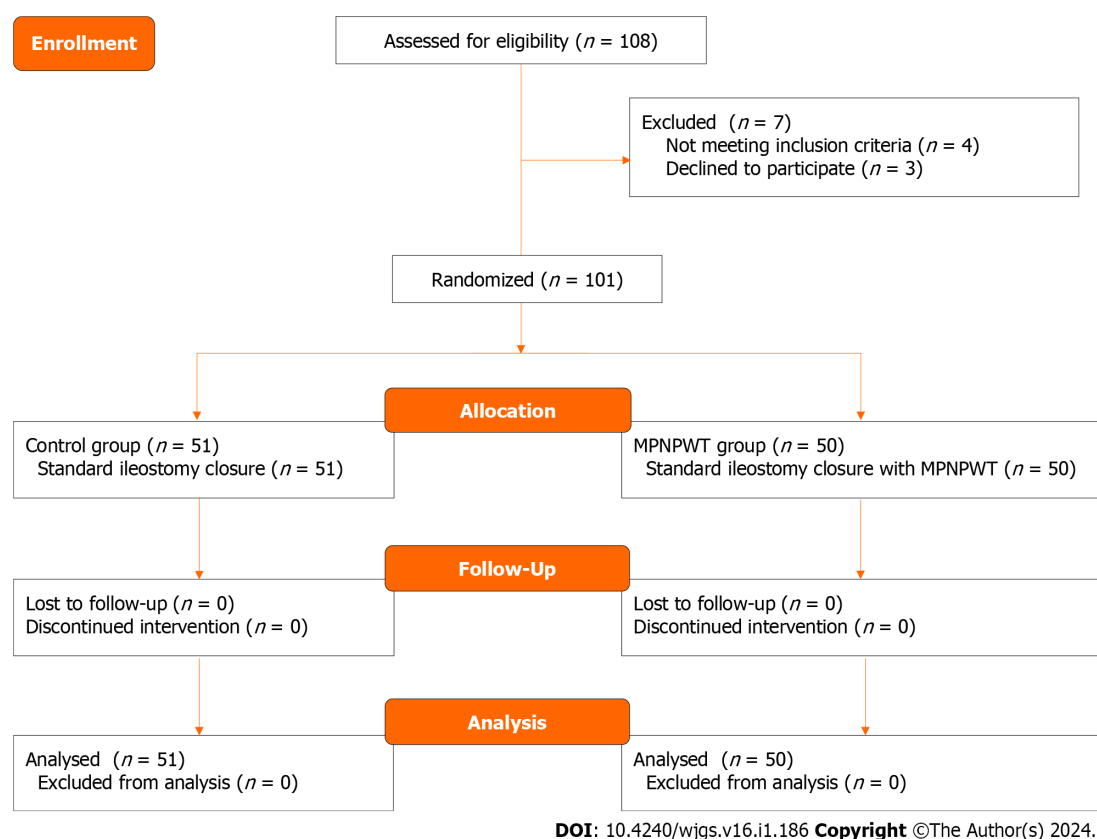 Enrollment
Assessed for eligibility (n = 108)
Excluded (n = 7)
Not meeting inclusion criteria (n = 4)
Declined to participate (n = 3)
Randomized (n = 101)
Allocation
Control group (n = 51)
Standard ileostomy closure (n = 51)
MPNPWT group (n = 50)
Standard ileostomy closure with MPNPWT (n = 50)
Follow-Up
Lost to follow-up (n = 0)
Discontinued intervention (n = 0)
Lost to follow-up (n = 0)
Discontinued intervention (n = 0)
Analysis
Analysed (n = 51)
Excluded from analysis (n = 0)
Analysed (n = 50)
Excluded from analysis (n = 0)
DOI: 10.4240/wjgs.v16.i1.186 Copyright ©The Author(s) 2024.